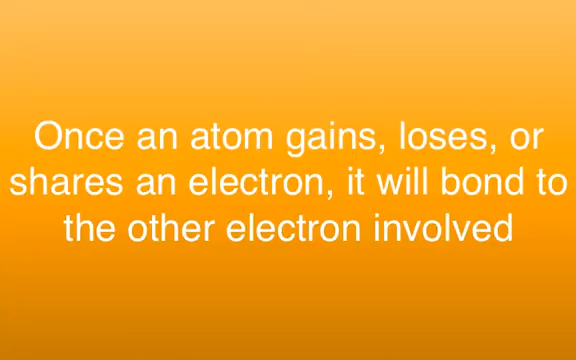 Once an atom gains, loses, or
shares an electron, it will bond to
the other electron involved